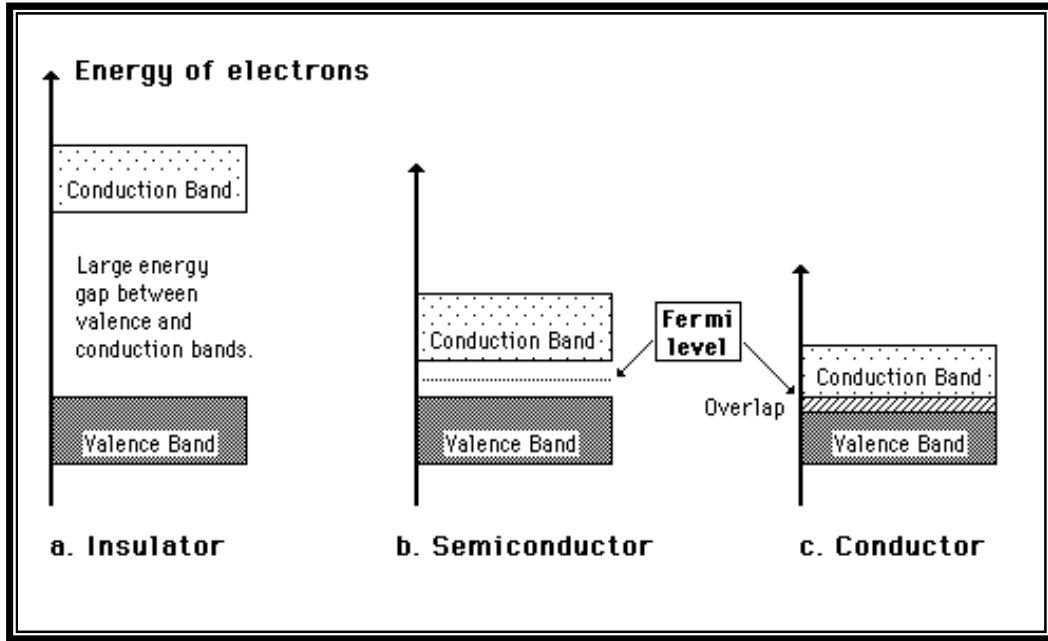 Energy of electrons
Conduction Band
Large energy
gap between
valence and
conduction bands.
Valence Band
a. Insulator
Conduction Band
Valence Band
b. Semiconductor
Fermi
level
Conduction Band
Overlap
Valence Band
c. Conductor